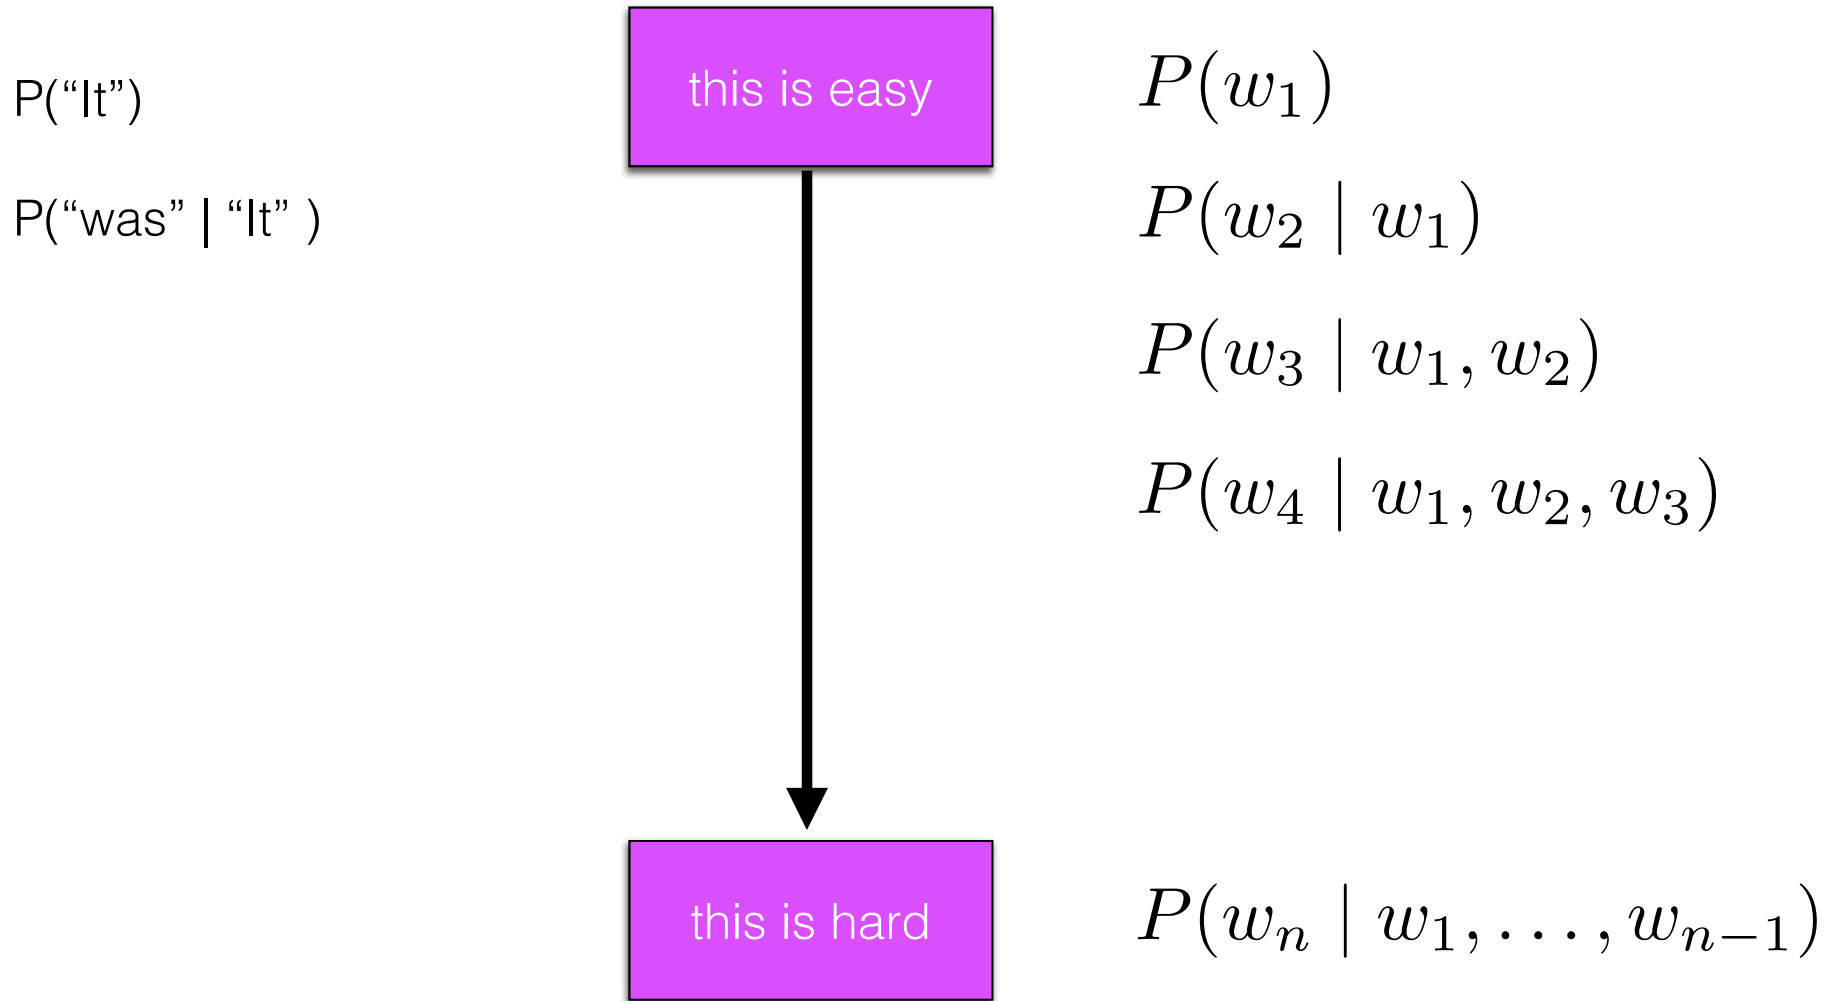 P(“It”)
this is easy
P(w₁)
P(“was” | “It” )
P(w₂ | w₁)
P(w₃ | w₁, w₂)
P(w₄ | w₁, w₂, w₃)
this is hard
P(wₙ | w₁, . . . , wₙ₋₁)